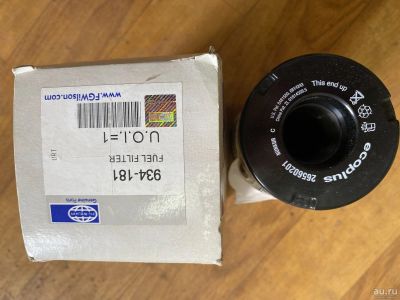 www.FGWilson.com
U.O.I.=1
FUEL FILTER
934-181
Genuine Parts
This end up
ecoplus
26560201
au.ru